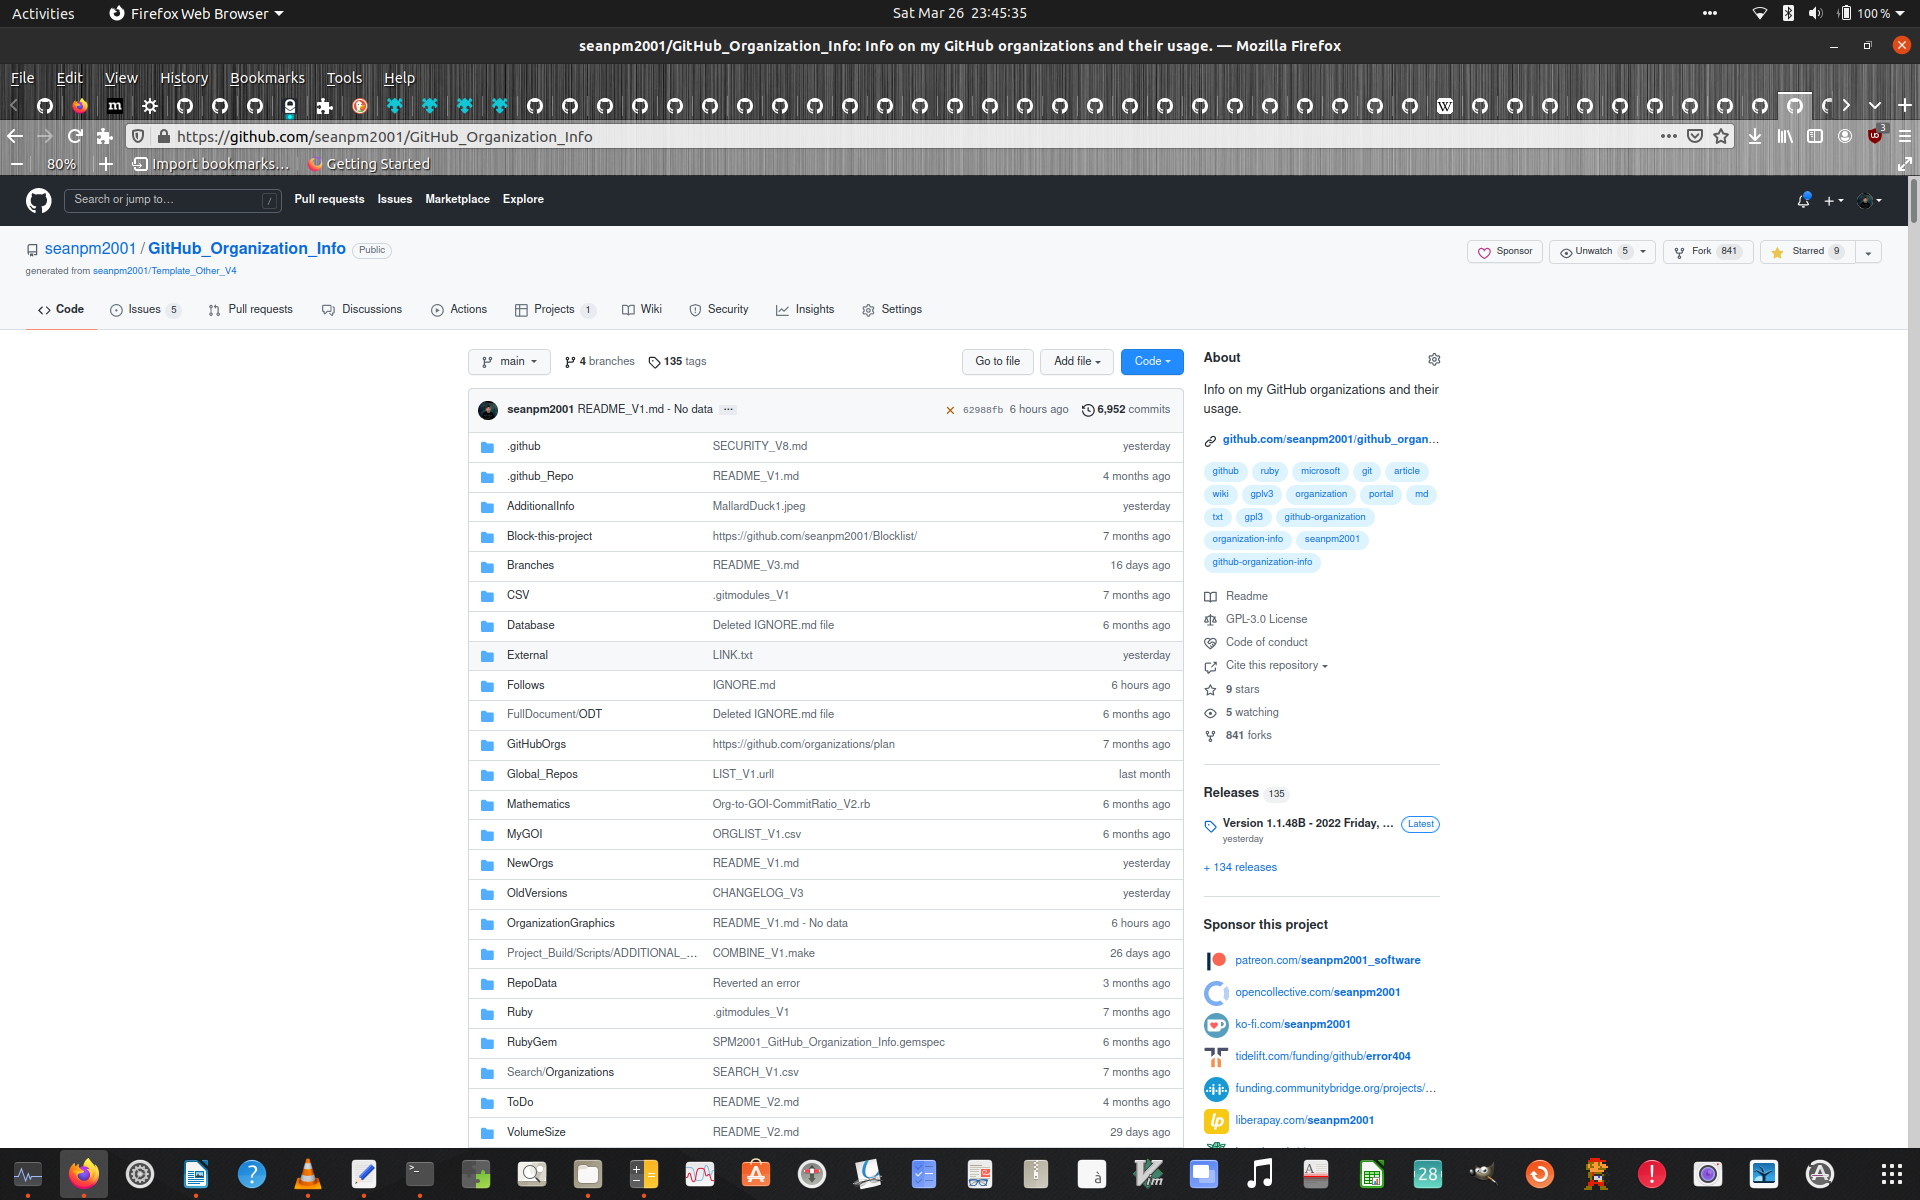 Activities
Firefox Web Browser
Sat Mar 26 23:45:35
100 %
seanpm2001/GitHub_Organization_Info: Info on my GitHub organizations and their usage. — Mozilla Firefox
File Edit View History Bookmarks Tools Help
https://github.com/seanpm2001/GitHub_Organization_Info
3
80%
Import bookmarks…
Getting Started
Search or jump to…
/
Pull requests Issues Marketplace Explore
seanpm2001 / GitHub_Organization_Info Public
generated from seanpm2001/Template_Other_V4
Sponsor
Unwatch 5
Fork 841
Starred 9
Code
Issues 5
Pull requests
Discussions
Actions
Projects 1
Wiki
Security
Insights
Settings
main
4 branches
135 tags
Go to file
Add file
Code
seanpm2001 README_V1.md - No data ...
62988fb 6 hours ago
6,952 commits
.github SECURITY_V8.md yesterday
.github_Repo README_V1.md 4 months ago
AdditionalInfo MallardDuck1.jpeg yesterday
Block-this-project https://github.com/seanpm2001/Blocklist/ 7 months ago
Branches README_V3.md 16 days ago
CSV .gitmodules_V1 7 months ago
Database Deleted IGNORE.md file 6 months ago
External LINK.txt yesterday
Follows IGNORE.md 6 hours ago
FullDocument/ODT Deleted IGNORE.md file 6 months ago
GitHubOrgs https://github.com/organizations/plan 7 months ago
Global_Repos LIST_V1.urll last month
Mathematics Org-to-GOI-CommitRatio_V2.rb 6 months ago
MyGOI ORGLIST_V1.csv 6 months ago
NewOrgs README_V1.md yesterday
OldVersions CHANGELOG_V3 yesterday
OrganizationGraphics README_V1.md - No data 6 hours ago
Project_Build/Scripts/ADDITIONAL_… COMBINE_V1.make 26 days ago
RepoData Reverted an error 3 months ago
Ruby .gitmodules_V1 7 months ago
RubyGem SPM2001_GitHub_Organization_Info.gemspec 6 months ago
Search/Organizations SEARCH_V1.csv 7 months ago
ToDo README_V2.md 4 months ago
VolumeSize README_V2.md 29 days ago
About
Info on my GitHub organizations and their
usage.
github.com/seanpm2001/github_organ…
github ruby microsoft git article
wiki gplv3 organization portal md
txt gpl3 github-organization
organization-info seanpm2001
github-organization-info
Readme
GPL-3.0 License
Code of conduct
Cite this repository
9 stars
5 watching
841 forks
Releases 135
Version 1.1.48B - 2022 Friday, … Latest
yesterday
+ 134 releases
Sponsor this project
patreon.com/seanpm2001_software
opencollective.com/seanpm2001
ko-fi.com/seanpm2001
tidelift.com/funding/github/error404
funding.communitybridge.org/projects/…
liberapay.com/seanpm2001
28